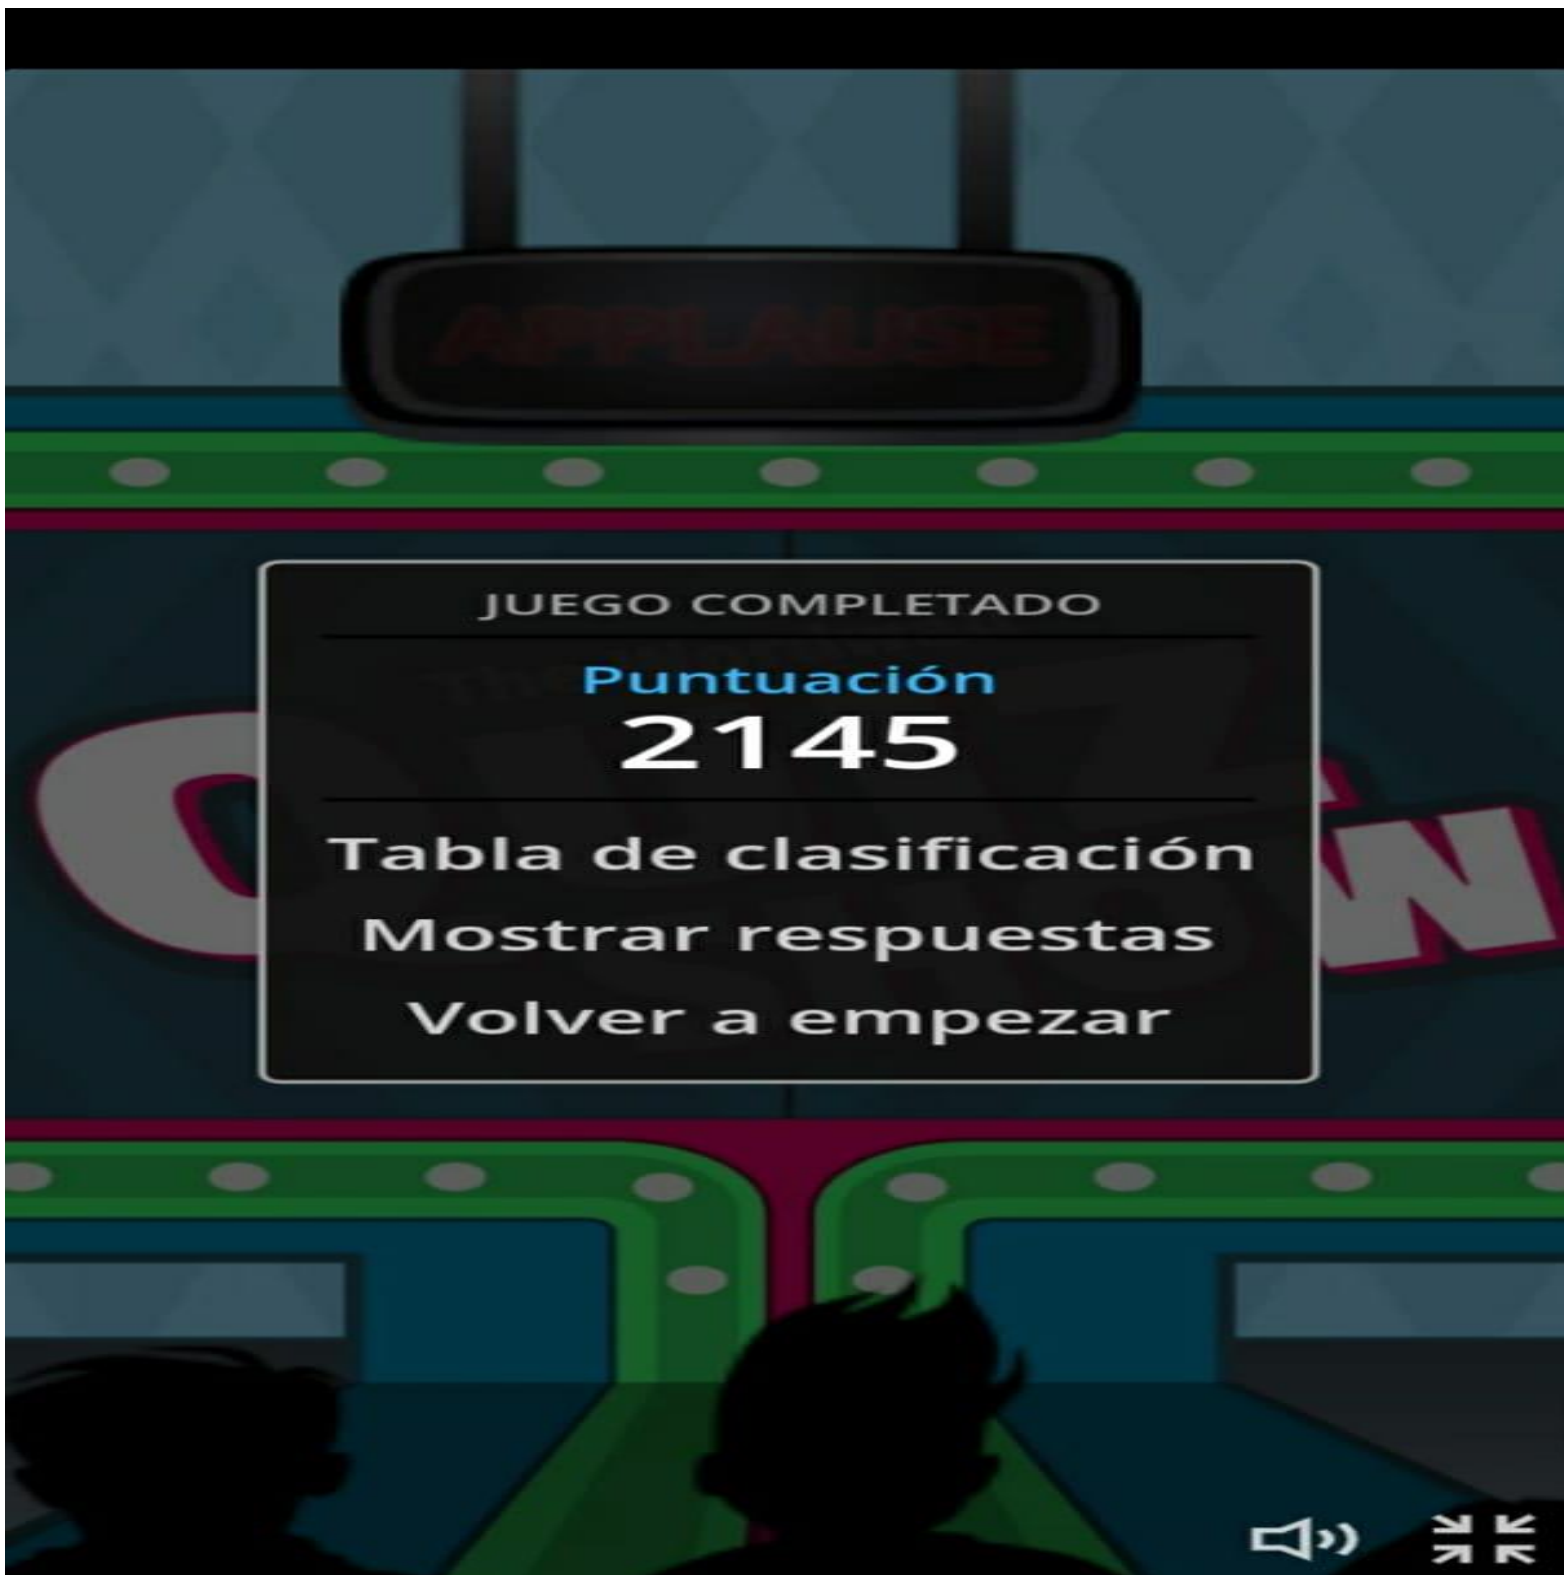 APPLAUSE
JUEGO COMPLETADO
Puntuación
2145
Tabla de clasificación
Mostrar respuestas
Volver a empezar